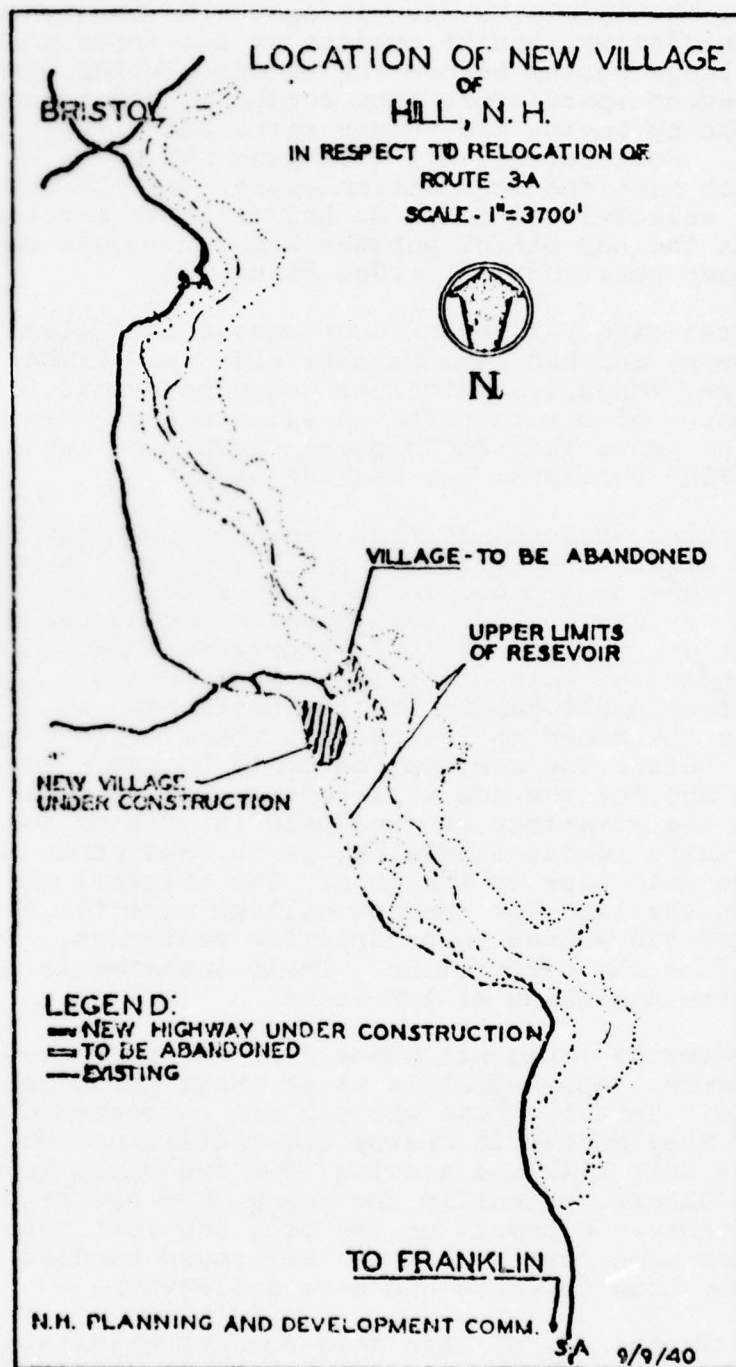 LOCATION OF NEW VILLAGE
OF
HILL, N. H.
IN RESPECT TO RELOCATION OF
ROUTE 3-A
SCALE - 1"=3700'
N
BRISTOL
3-A
VILLAGE - TO BE ABANDONED
UPPER LIMITS
OF RESEVOIR
NEW VILLAGE
UNDER CONSTRUCTION
LEGEND:
NEW HIGHWAY UNDER CONSTRUCTION
TO BE ABANDONED
EXISTING
TO FRANKLIN
N.H. PLANNING AND DEVELOPMENT COMM.
3-A
9/9/40